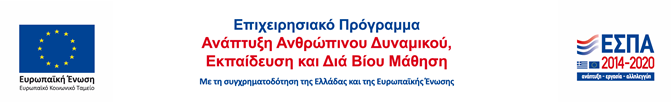 Επιχειρησιακό Πρόγραμμα
Ανάπτυξη Ανθρώπινου Δυναμικού,
Εκπαίδευση και Διά Βίου Μάθηση
Με τη συγχρηματοδότηση της Ελλάδας και της Ευρωπαϊκής Ένωσης
Ευρωπαϊκή Ένωση
Ευρωπαϊκό Κοινωνικό Ταμείο
ΕΣΠΑ
2014-2020
ανάπτυξη - εργασία - αλληλεγγύη